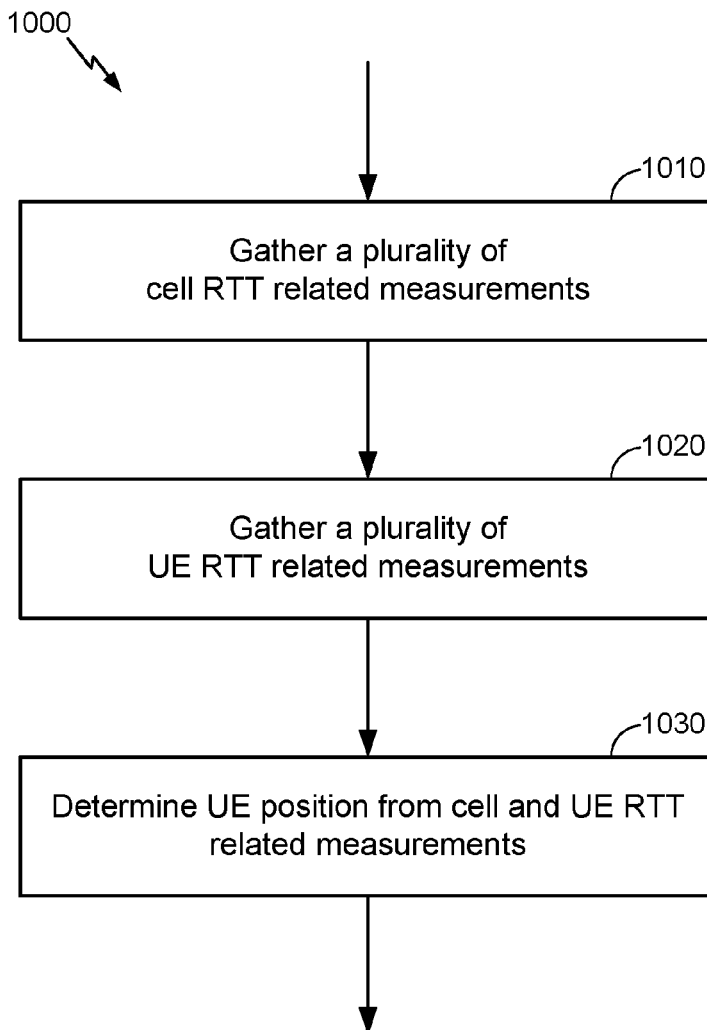 1000
1010
Gather a plurality of
cell RTT related measurements
1020
Gather a plurality of
UE RTT related measurements
1030
Determine UE position from cell and UE RTT
related measurements